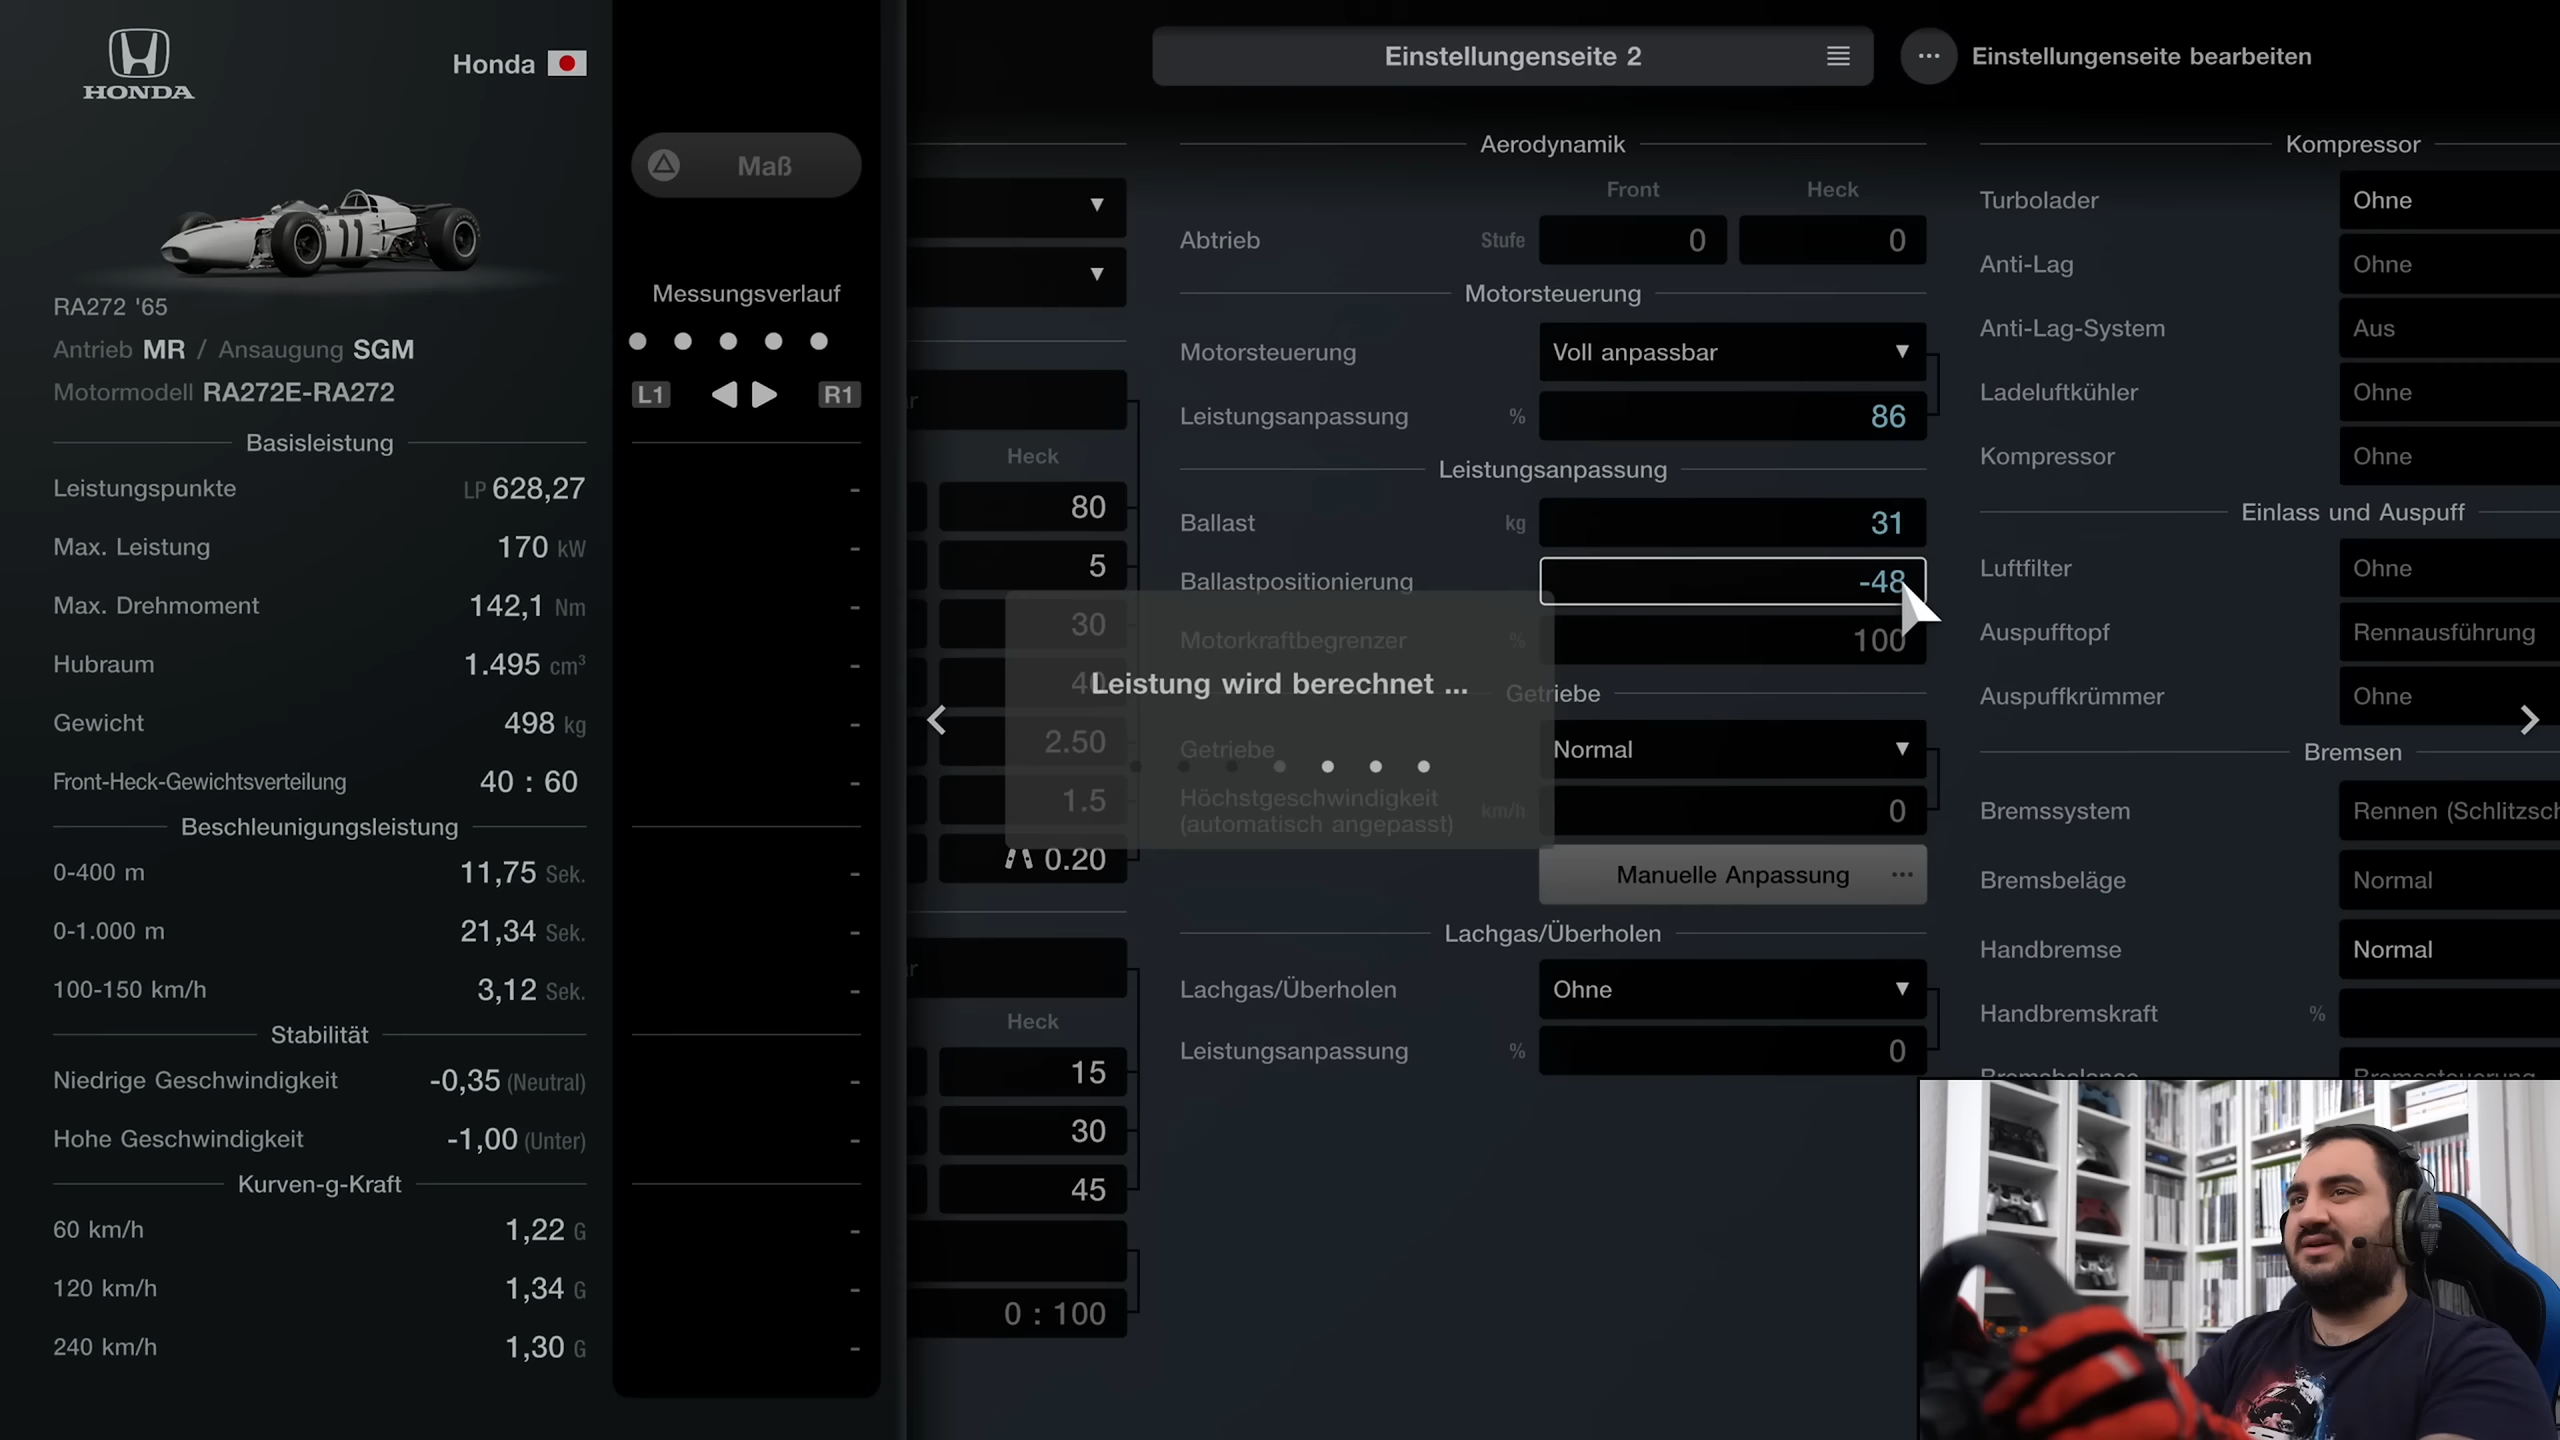 HONDA
Honda
RA272 '65
Antrieb MR / Ansaugung SGM
Motormodell RA272E-RA272
Basisleistung
Leistungspunkte LP 628,27
Max. Leistung 170 kW
Max. Drehmoment 142,1 Nm
Hubraum 1.495 cm³
Gewicht 498 kg
Front-Heck-Gewichtsverteilung 40 : 60
Beschleunigungsleistung
0-400 m 11,75 Sek.
0-1.000 m 21,34 Sek.
100-150 km/h 3,12 Sek.
Stabilität
Niedrige Geschwindigkeit -0,35 (Neutral)
Hohe Geschwindigkeit -1,00 (Unter)
Kurven-g-Kraft
60 km/h 1,22 G
120 km/h 1,34 G
240 km/h 1,30 G
Maß
Messungsverlauf
L1 R1
Heck
80
5
30
40
2.50
1.5
0.20
Heck
15
30
45
0 : 100
Einstellungenseite 2
Einstellungenseite bearbeiten
Aerodynamik
Front Heck
Abtrieb Stufe 0 0
Motorsteuerung
Motorsteuerung Voll anpassbar
Leistungsanpassung % 86
Leistungsanpassung
Ballast kg 31
Ballastpositionierung -48
Motorkraftbegrenzer % 100
Leistung wird berechnet ...
Getriebe
Getriebe Normal
Höchstgeschwindigkeit
(automatisch angepasst) km/h 0
Manuelle Anpassung
Lachgas/Überholen
Lachgas/Überholen Ohne
Leistungsanpassung % 0
Kompressor
Turbolader Ohne
Anti-Lag Ohne
Anti-Lag-System Aus
Ladeluftkühler Ohne
Kompressor Ohne
Einlass und Auspuff
Luftfilter Ohne
Auspufftopf Rennausführung
Auspuffkrümmer Ohne
Bremsen
Bremssystem Rennen (Schlitzsch
Bremsbeläge Normal
Handbremse Normal
Handbremskraft %
Bremsbalance Bremssteuerung
11